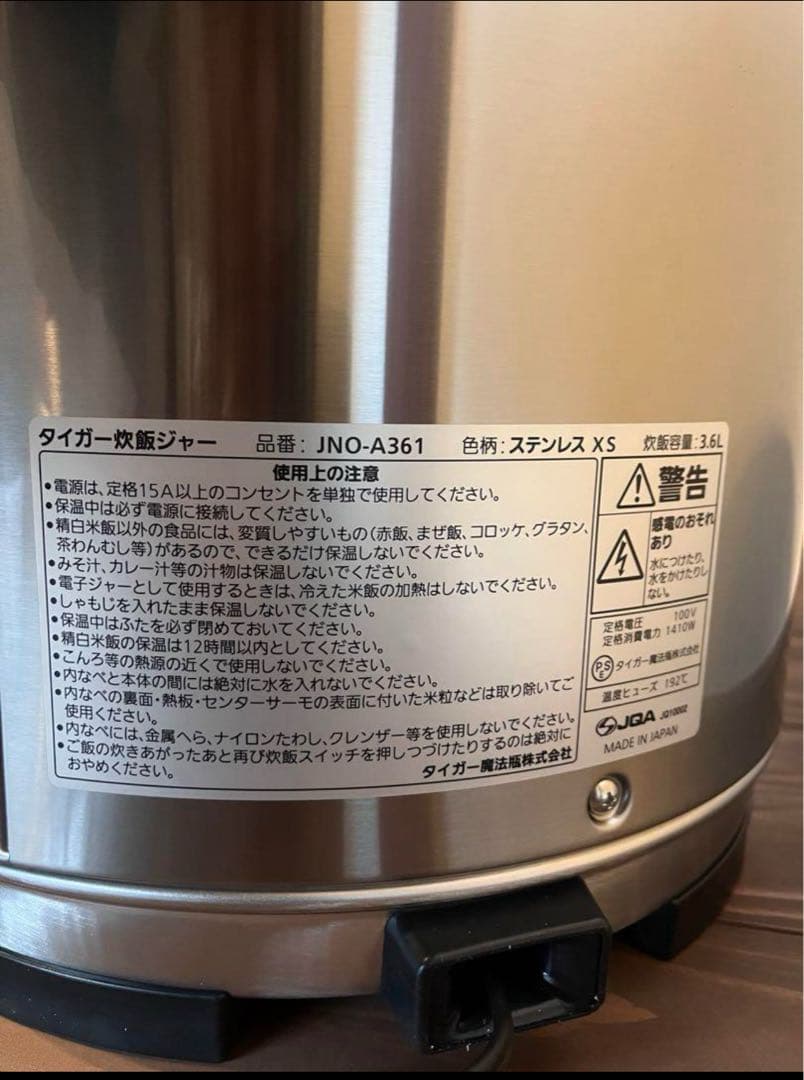 タイガー炊飯ジャー 品番: JNO-A361 色柄:ステンレス XS 炊飯容量:3.6L
使用上の注意
•電源は、定格15A以上のコンセントを単独で使用してください。
•保温中は必ず電源に接続してください。
•精白米飯以外の食品には、変質しやすいもの(赤飯、まぜ飯、コロッケ、グラタン、
茶わんむし等)があるので、できるだけ保温しないでください。
•みそ汁、カレー汁等の汁物は保温しないでください。
•電子ジャーとして使用するときは、冷えた米飯の加熱はしないでください。
•しゃもじを入れたまま保温しないでください。
•保温中はふたを必ず閉めておいてください。
•精白米飯の保温は12時間以内としてください。
•こんろ等の熱源の近くで使用しないでください。
•内なべと本体の間には絶対に水を入れないでください。
•内なべの裏面・熱板・センターサーモの表面に付いた米粒などは取り除いてご
使用ください。
•内なべには、金属へら、ナイロンたわし、クレンザー等を使用しないでください。
•ご飯の炊きあがったあと再び炊飯スイッチを押しつづけたりするのは絶対に
おやめください。
タイガー魔法瓶株式会社
警告
感電のおそれ
あり
水につけたり、
水をかけたりし
ない。
定格電圧 100V
定格消費電力 1410W
PSE タイガー魔法瓶株式会社
温度ヒューズ 192℃
JQA JQ10002
MADE IN JAPAN